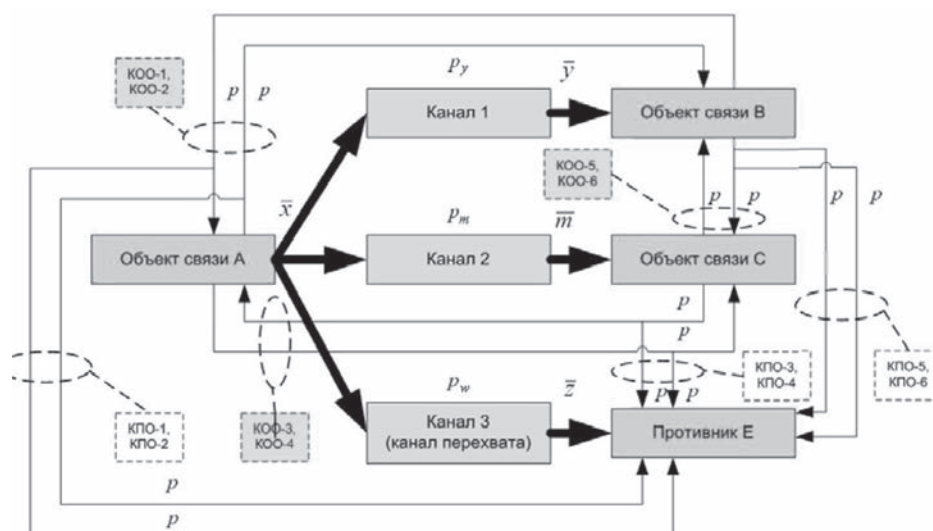 КОО-1,
КОО-2
p p
p_y
y̅
Канал 1
Объект связи В
КОО-5,
КОО-6
p p
p p
x̅
p_m
m̅
Объект связи А
Канал 2
Объект связи С
p
p
КПО-1,
КПО-2
КОО-3,
КОО-4
p_w
z̅
КПО-3,
КПО-4
КПО-5,
КПО-6
p p
Канал 3
(канал перехвата)
Противник Е
p
p